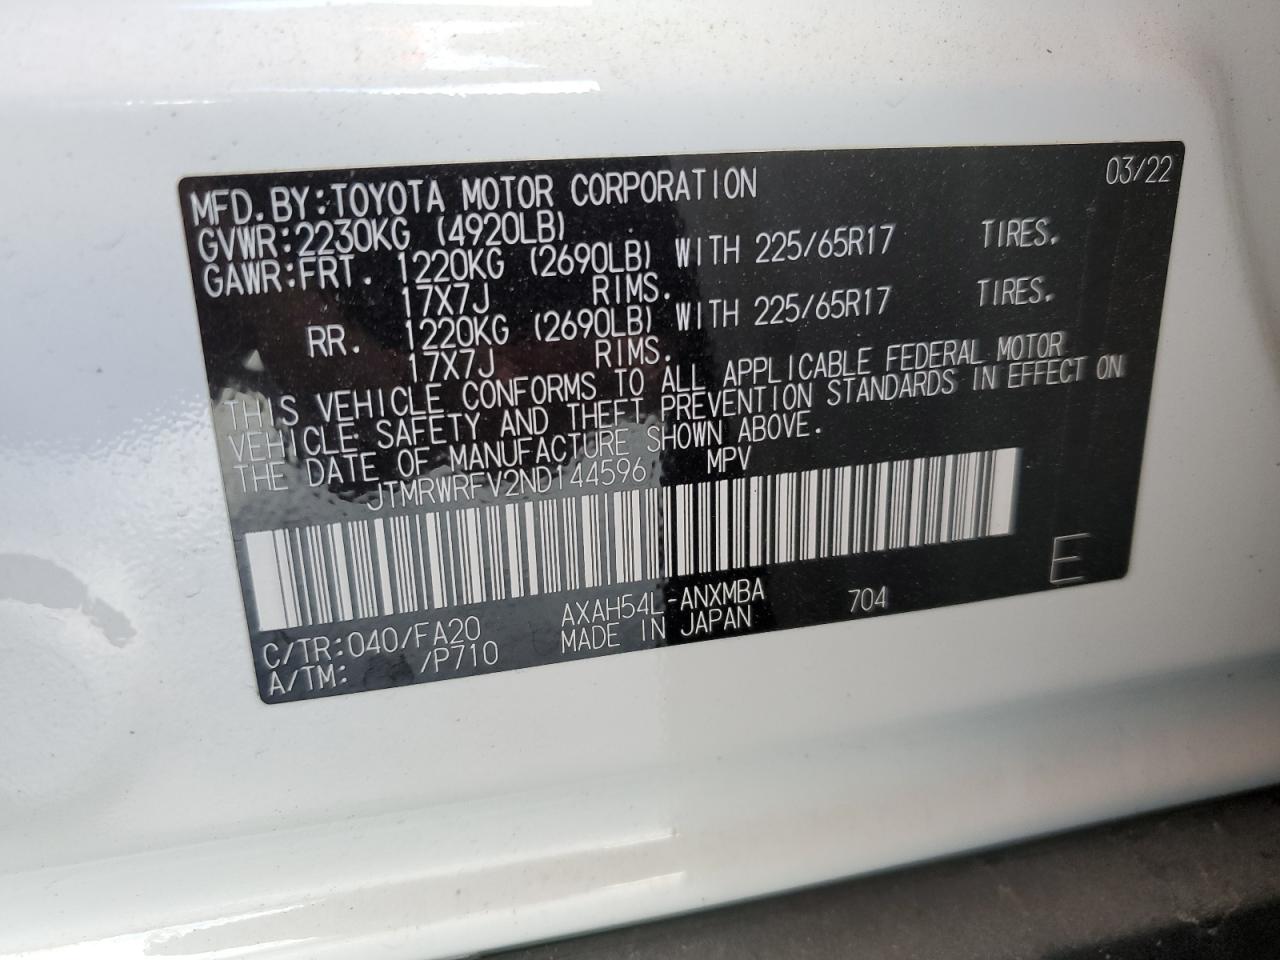 MFD.BY:TOYOTA MOTOR CORPORATION 03/22
GVWR:2230KG (4920LB)
GAWR:FRT. 1220KG (2690LB) WITH 225/65R17 TIRES.
17X7J RIMS.
RR. 1220KG (2690LB) WITH 225/65R17 TIRES.
17X7J RIMS.
THIS VEHICLE CONFORMS TO ALL APPLICABLE FEDERAL MOTOR
VEHICLE SAFETY AND THEFT PREVENTION STANDARDS IN EFFECT ON
THE DATE OF MANUFACTURE SHOWN ABOVE.
JTMRWRFV2ND144596 MPV
E
C/TR:040/FA20 AXAH54L-ANXMBA 704
A/TM: /P710 MADE IN JAPAN